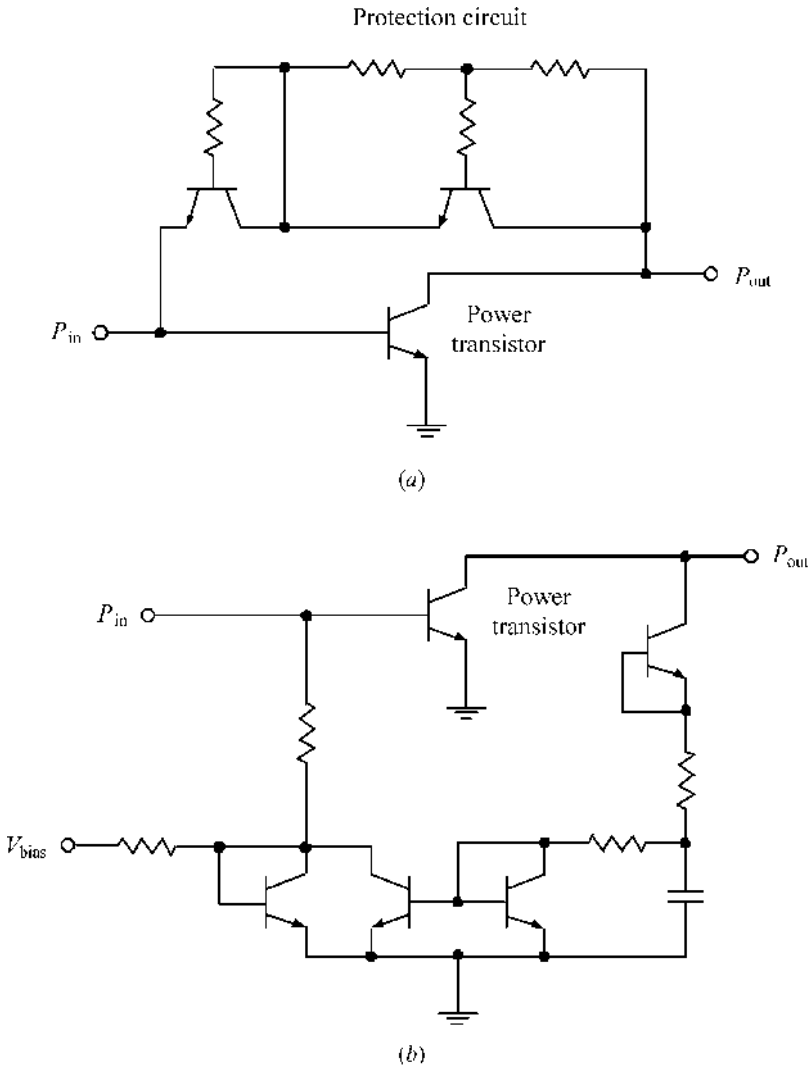 Protection circuit
P_out
P_in
Power
transistor
(a)
P_out
P_in
Power
transistor
V_bias
(b)